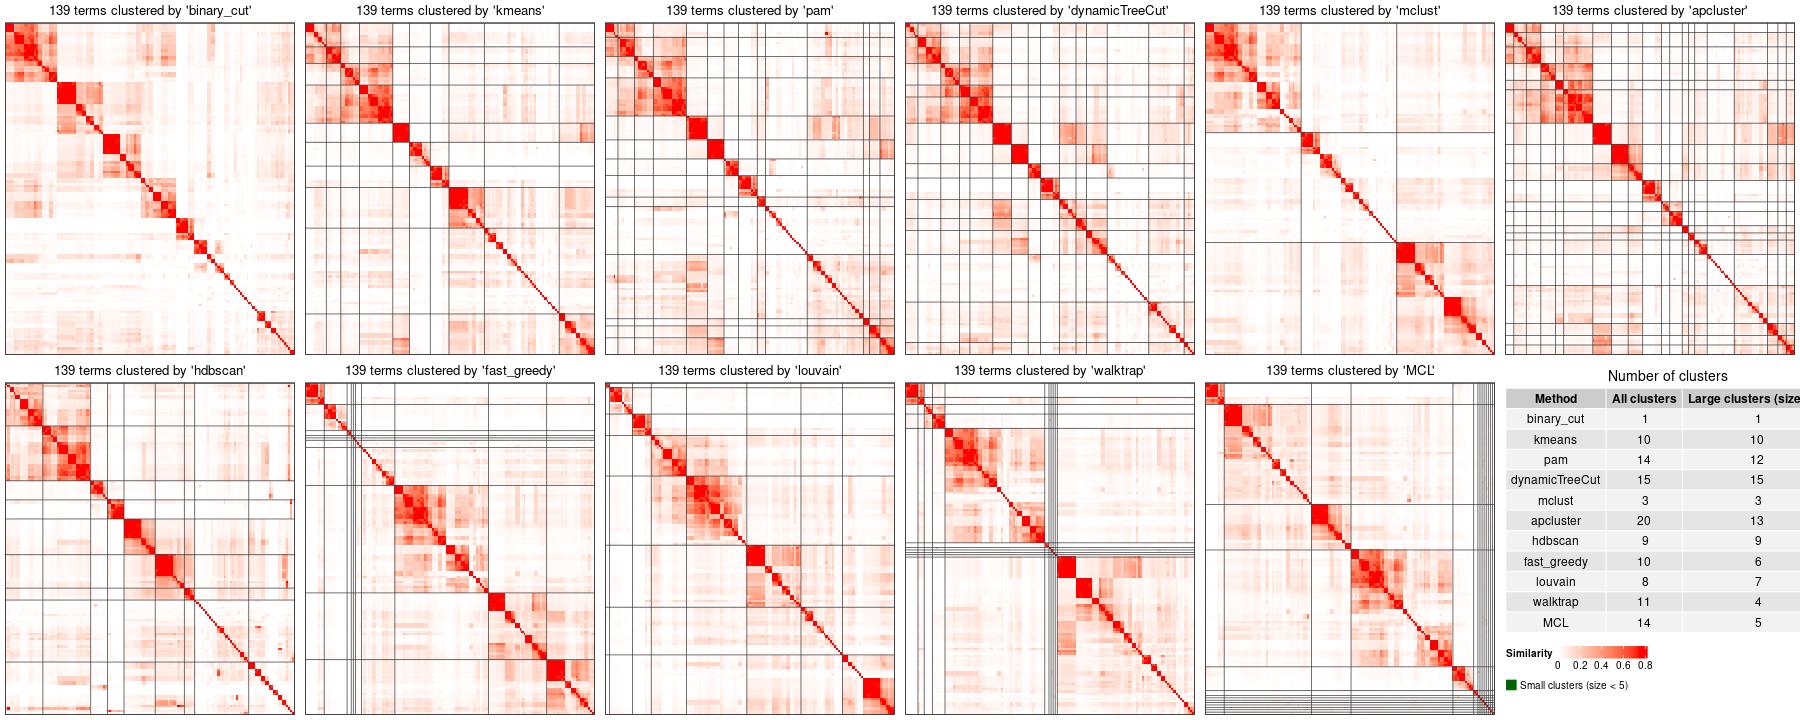 139 terms clustered by 'binary_cut'
139 terms clustered by 'kmeans'
139 terms clustered by 'pam'
139 terms clustered by 'dynamicTreeCut'
139 terms clustered by 'mclust'
139 terms clustered by 'apcluster'
139 terms clustered by 'hdbscan'
139 terms clustered by 'fast_greedy'
139 terms clustered by 'louvain'
139 terms clustered by 'walktrap'
139 terms clustered by 'MCL'
Number of clusters
Method All clusters Large clusters (size
binary_cut 1 1
kmeans 10 10
pam 14 12
dynamicTreeCut 15 15
mclust 3 3
apcluster 20 13
hdbscan 9 9
fast_greedy 10 6
louvain 8 7
walktrap 11 4
MCL 14 5
Similarity
0 0.2 0.4 0.6 0.8
Small clusters (size < 5)